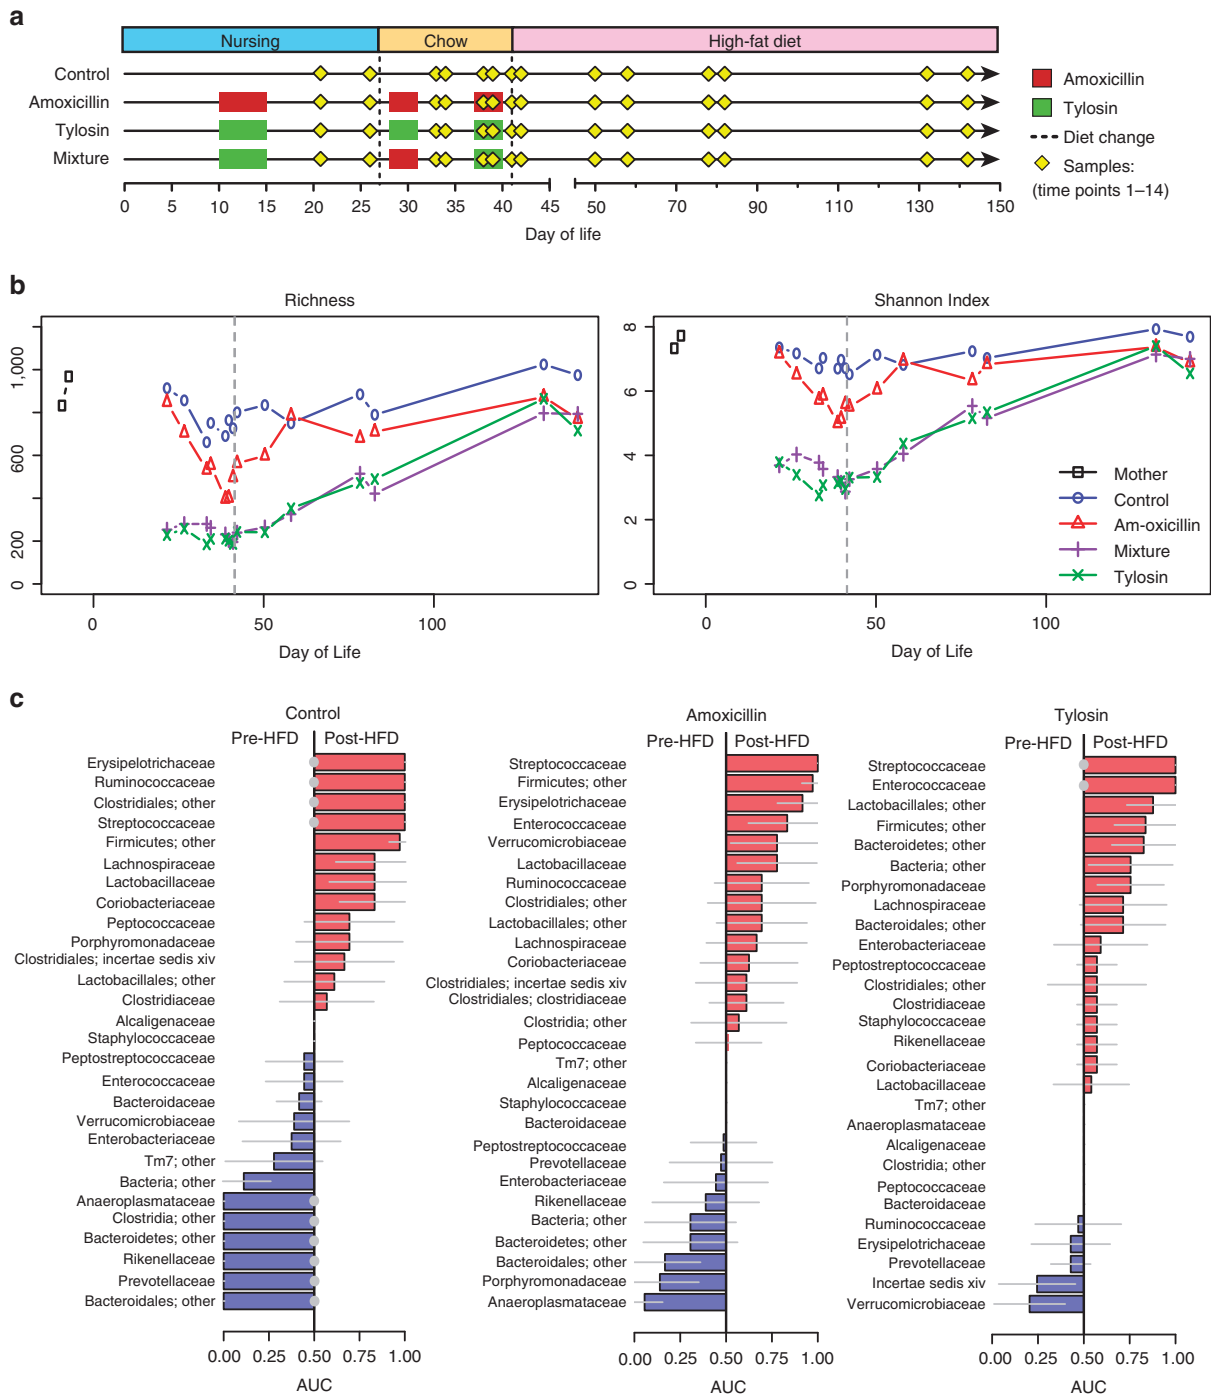 a
Nursing Chow High-fat diet
Control
Amoxicillin
Tylosin
Mixture
0 5 10 15 20 25 30 35 40 45 50 70 90 110 130 150
Day of life
Amoxicillin
Tylosin
Diet change
Samples:
(time points 1–14)
b
Richness
0 200 600 1,000
0 50 100
Day of Life
Shannon Index
0 2 4 6 8
Mother
Control
Am-oxicillin
Mixture
Tylosin
0 50 100
Day of Life
c
Control
Pre-HFD Post-HFD
Erysipelotrichaceae
Ruminococcaceae
Clostridiales; other
Streptococcaceae
Firmicutes; other
Lachnospiraceae
Lactobacillaceae
Coriobacteriaceae
Peptococcaceae
Porphyromonadaceae
Clostridiales; incertae sedis xiv
Lactobacillales; other
Clostridiaceae
Alcaligenaceae
Staphylococcaceae
Peptostreptococcaceae
Enterococcaceae
Bacteroidaceae
Verrucomicrobiaceae
Enterobacteriaceae
Tm7; other
Bacteria; other
Anaeroplasmataceae
Clostridia; other
Bacteroidetes; other
Rikenellaceae
Prevotellaceae
Bacteroidales; other
0.00 0.25 0.50 0.75 1.00
AUC
Amoxicillin
Pre-HFD Post-HFD
Streptococcaceae
Firmicutes; other
Erysipelotrichaceae
Enterococcaceae
Verrucomicrobiaceae
Lactobacillaceae
Ruminococcaceae
Clostridiales; other
Lactobacillales; other
Lachnospiraceae
Coriobacteriaceae
Clostridiales; incertae sedis xiv
Clostridiales; clostridiaceae
Clostridia; other
Peptococcaceae
Tm7; other
Alcaligenaceae
Staphylococcaceae
Bacteroidaceae
Peptostreptococcaceae
Prevotellaceae
Enterobacteriaceae
Rikenellaceae
Bacteria; other
Bacteroidetes; other
Bacteroidales; other
Porphyromonadaceae
Anaeroplasmataceae
0.00 0.25 0.50 0.75 1.00
AUC
Tylosin
Pre-HFD Post-HFD
Streptococcaceae
Enterococcaceae
Lactobacillales; other
Firmicutes; other
Bacteroidetes; other
Bacteria; other
Porphyromonadaceae
Lachnospiraceae
Bacteroidales; other
Enterobacteriaceae
Peptostreptococcaceae
Clostridiales; other
Clostridiaceae
Staphylococcaceae
Rikenellaceae
Coriobacteriaceae
Lactobacillaceae
Tm7; other
Anaeroplasmataceae
Alcaligenaceae
Clostridia; other
Peptococcaceae
Bacteroidaceae
Ruminococcaceae
Erysipelotrichaceae
Prevotellaceae
Incertae sedis xiv
Verrucomicrobiaceae
0.00 0.25 0.50 0.75 1.00
AUC